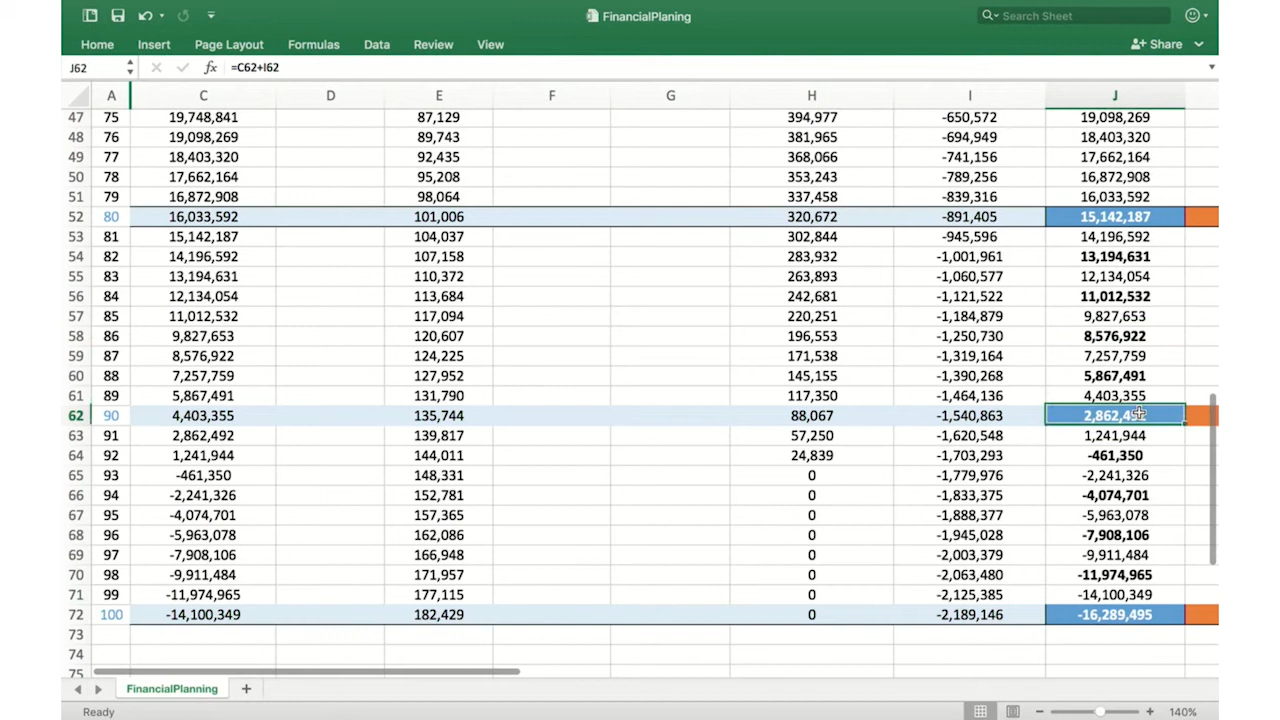 FinancialPlaning
Search Sheet
Home Insert Page Layout Formulas Data Review View Share
J62 fx =C62+I62
A C D E F G H I J
47 75 19,748,841 87,129 394,977 -650,572 19,098,269
48 76 19,098,269 89,743 381,965 -694,949 18,403,320
49 77 18,403,320 92,435 368,066 -741,156 17,662,164
50 78 17,662,164 95,208 353,243 -789,256 16,872,908
51 79 16,872,908 98,064 337,458 -839,316 16,033,592
52 80 16,033,592 101,006 320,672 -891,405 15,142,187
53 81 15,142,187 104,037 302,844 -945,596 14,196,592
54 82 14,196,592 107,158 283,932 -1,001,961 13,194,631
55 83 13,194,631 110,372 263,893 -1,060,577 12,134,054
56 84 12,134,054 113,684 242,681 -1,121,522 11,012,532
57 85 11,012,532 117,094 220,251 -1,184,879 9,827,653
58 86 9,827,653 120,607 196,553 -1,250,730 8,576,922
59 87 8,576,922 124,225 171,538 -1,319,164 7,257,759
60 88 7,257,759 127,952 145,155 -1,390,268 5,867,491
61 89 5,867,491 131,790 117,350 -1,464,136 4,403,355
62 90 4,403,355 135,744 88,067 -1,540,863
63 91 2,862,492 139,817 57,250 -1,620,548 1,241,944
64 92 1,241,944 144,011 24,839 -1,703,293 -461,350
65 93 -461,350 148,331 0 -1,779,976 -2,241,326
66 94 -2,241,326 152,781 0 -1,833,375 -4,074,701
67 95 -4,074,701 157,365 0 -1,888,377 -5,963,078
68 96 -5,963,078 162,086 0 -1,945,028 -7,908,106
69 97 -7,908,106 166,948 0 -2,003,379 -9,911,484
70 98 -9,911,484 171,957 0 -2,063,480 -11,974,965
71 99 -11,974,965 177,115 0 -2,125,385 -14,100,349
72 100 -14,100,349 182,429 0 -2,189,146 -16,289,495
73
74
75
FinancialPlanning
Ready 140%